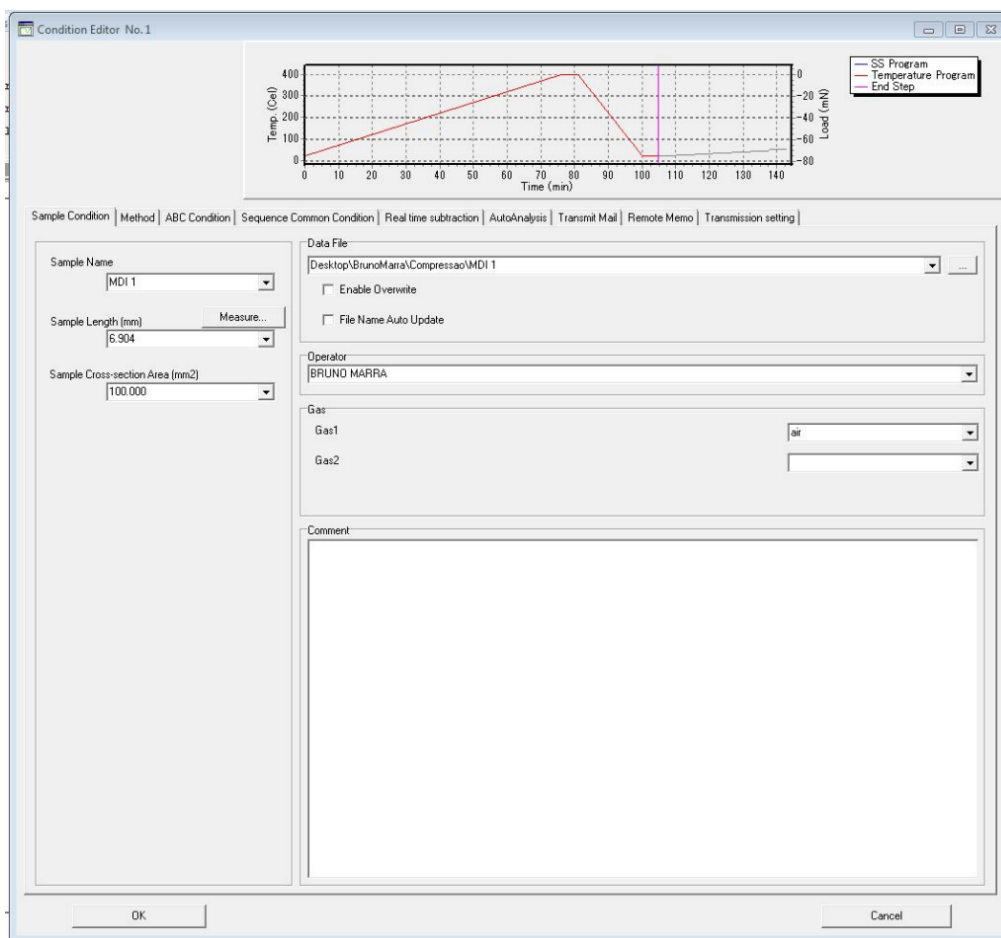 Condition Editor No. 1
SS Program
Temperature Program
End Step
Temp. (Cel)
400
300
200
100
0
0
-20
-40
-60
-80
Load (mN)
0 10 20 30 40 50 60 70 80 90 100 110 120 130 140
Time (min)
Sample Condition Method ABC Condition Sequence Common Condition Real time subtraction AutoAnalysis Transmit Mail Remote Memo Transmission setting
Sample Name
MDI 1
Sample Length (mm) Measure...
6.904
Sample Cross-section Area (mm2)
100.000
Data File
Desktop\BrunoMarra\Compressao\MDI 1 ...
Enable Overwrite
File Name Auto Update
Operator
BRUNO MARRA
Gas
Gas1 air
Gas2
Comment
OK Cancel